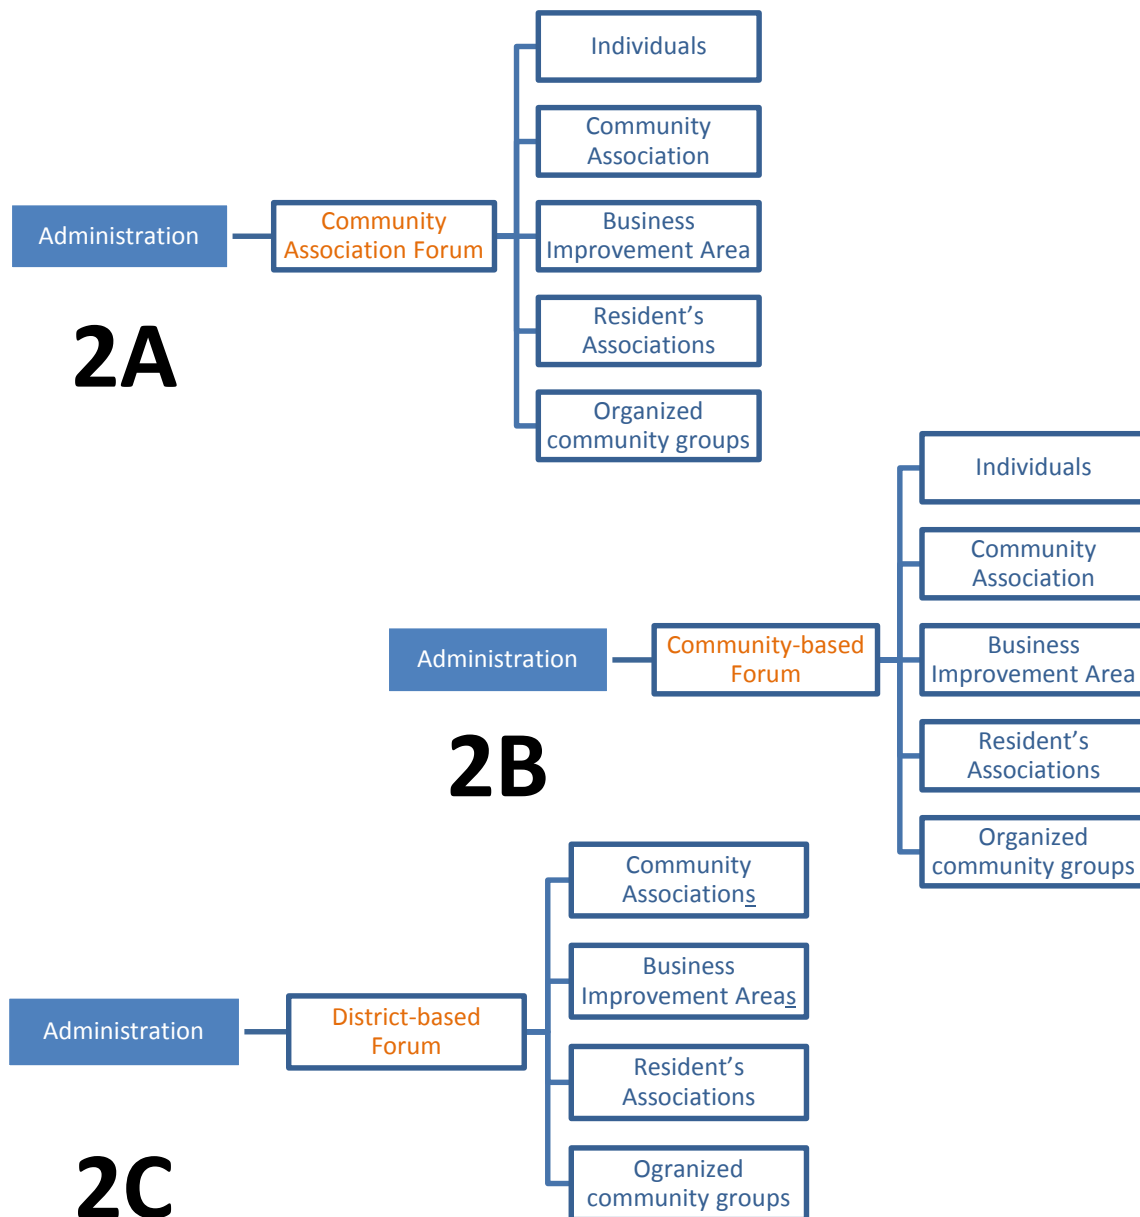 Individuals
Community
Association
Administration
Community
Association Forum
Business
Improvement Area
Resident’s
Associations
Organized
community groups
2A
Individuals
Community
Association
Administration
Community-based
Forum
Business
Improvement Area
Resident’s
Associations
Organized
community groups
2B
Community
Associations
Business
Improvement Areas
Administration
District-based
Forum
Resident’s
Associations
Ogranized
community groups
2C